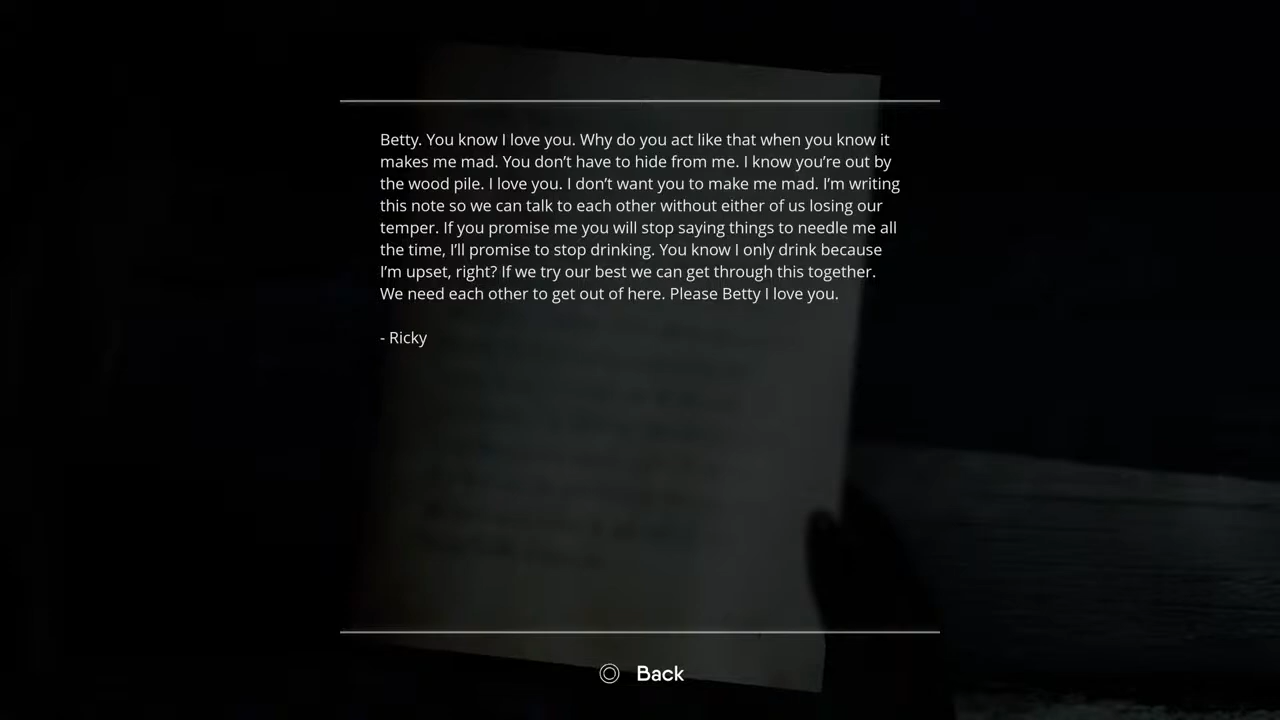 Betty. You know I love you. Why do you act like that when you know it
makes me mad. You don’t have to hide from me. I know you’re out by
the wood pile. I love you. I don’t want you to make me mad. I’m writing
this note so we can talk to each other without either of us losing our
temper. If you promise me you will stop saying things to needle me all
the time, I’ll promise to stop drinking. You know I only drink because
I’m upset, right? If we try our best we can get through this together.
We need each other to get out of here. Please Betty I love you.
- Ricky
Back